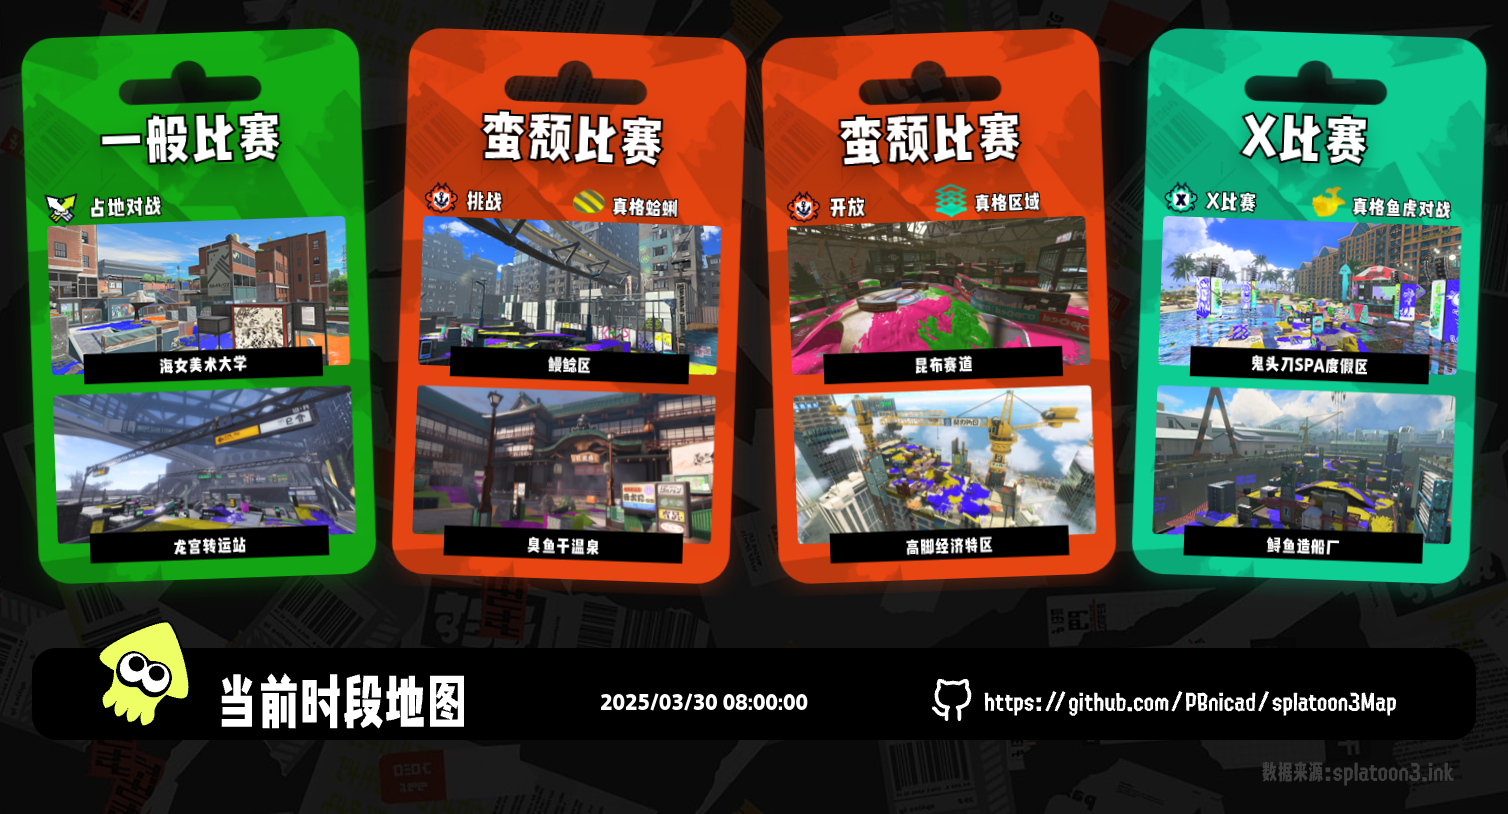 一般比赛
占地对战
海女美术大学
龙宫转运站
蛮颓比赛
挑战
真格蛤蜊
鳗鲶区
臭鱼干温泉
蛮颓比赛
开放
真格区域
昆布赛道
高脚经济特区
X比赛
X比赛
真格鱼虎对战
鬼头刀SPA度假区
鲟鱼造船厂
当前时段地图
2025/03/30 08:00:00
https://github.com/PBnicad/splatoon3Map
数据来源:splatoon3.ink